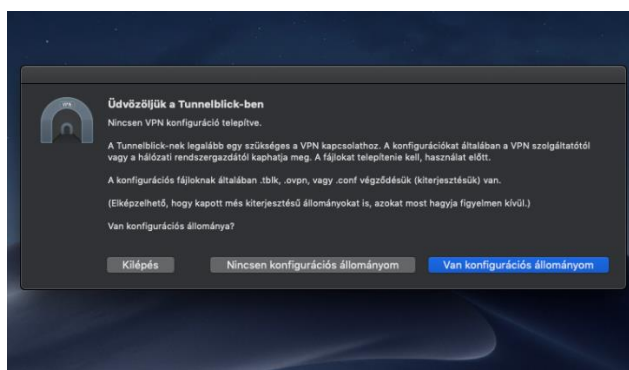 Üdvözöljük a Tunnelblick-ben
Nincsen VPN konfiguráció telepítve.
A Tunnelblick-nek legalább egy szükséges a VPN kapcsolathoz. A konfigurációkat általában a VPN szolgáltatótól
vagy a hálózati rendszergazdától kaphatja meg. A fájlokat telepítenie kell, használat előtt.
A konfigurációs fájloknak általában .tblk, .ovpn, vagy .conf végződésük (kiterjesztésük) van.
(Elképzelhető, hogy kapott més kiterjesztésű állományokat is, azokat most hagyja figyelmen kívül.)
Van konfigurációs állománya?
Kilépés Nincsen konfigurációs állományom Van konfigurációs állományom